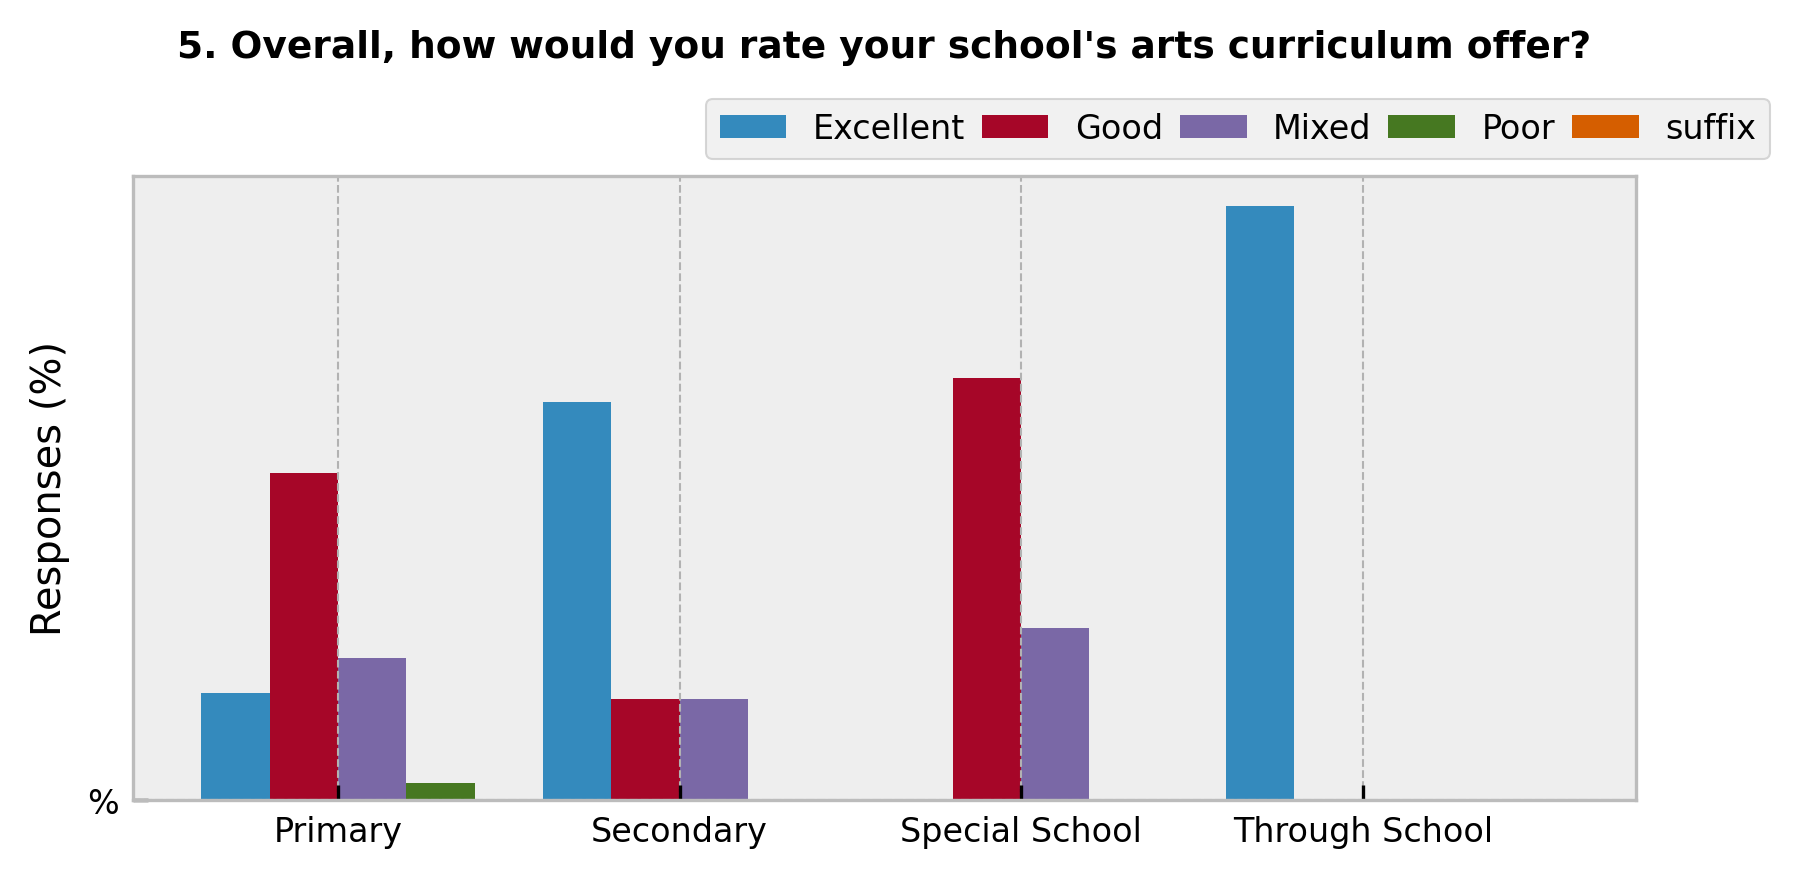 5. Overall, how would you rate your school's arts curriculum offer?
Excellent Good Mixed Poor suffix
Responses (%)
%
Primary Secondary Special School Through School